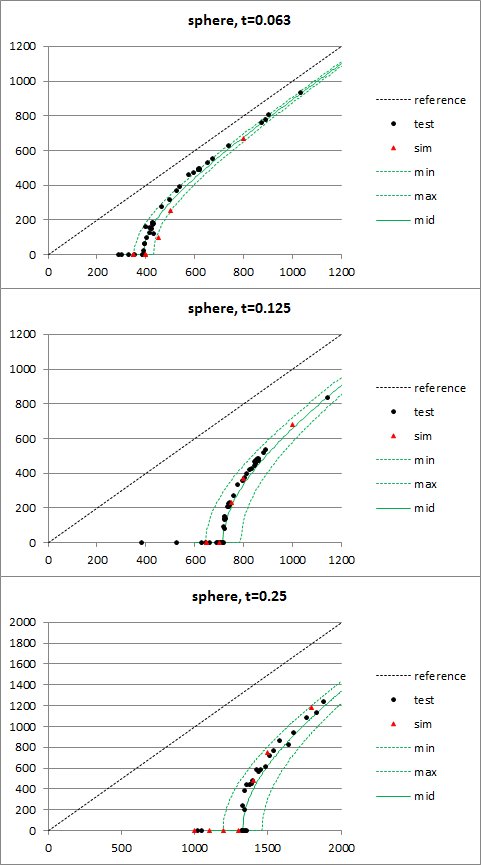 sphere, t=0.063
1200
1000
800
600
400
200
0
0 200 400 600 800 1000 1200
reference
test
sim
min
max
mid
sphere, t=0.125
1200
1000
800
600
400
200
0
0 200 400 600 800 1000 1200
reference
test
sim
min
max
mid
sphere, t=0.25
2000
1800
1600
1400
1200
1000
800
600
400
200
0
0 500 1000 1500 2000
reference
test
sim
min
max
mid